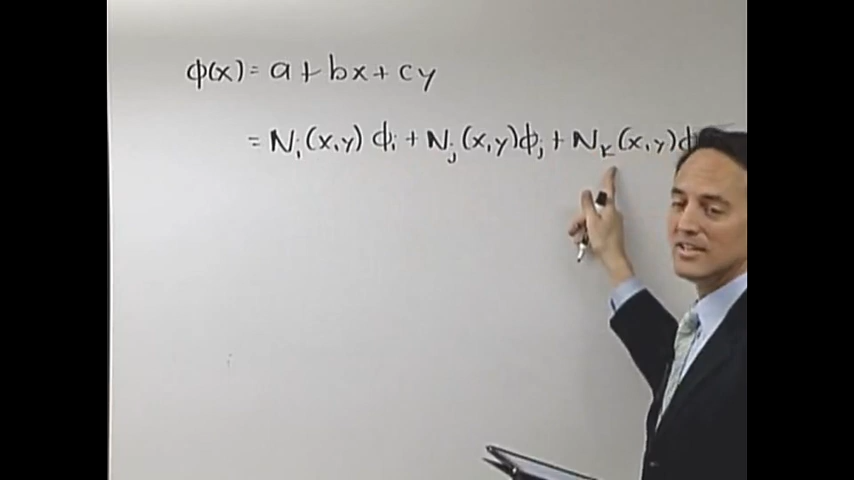 ϕ(x) = a + bx + cy
= Nᵢ(x,y) ϕᵢ + Nⱼ(x,y)ϕⱼ + Nₖ(x,y)ϕ